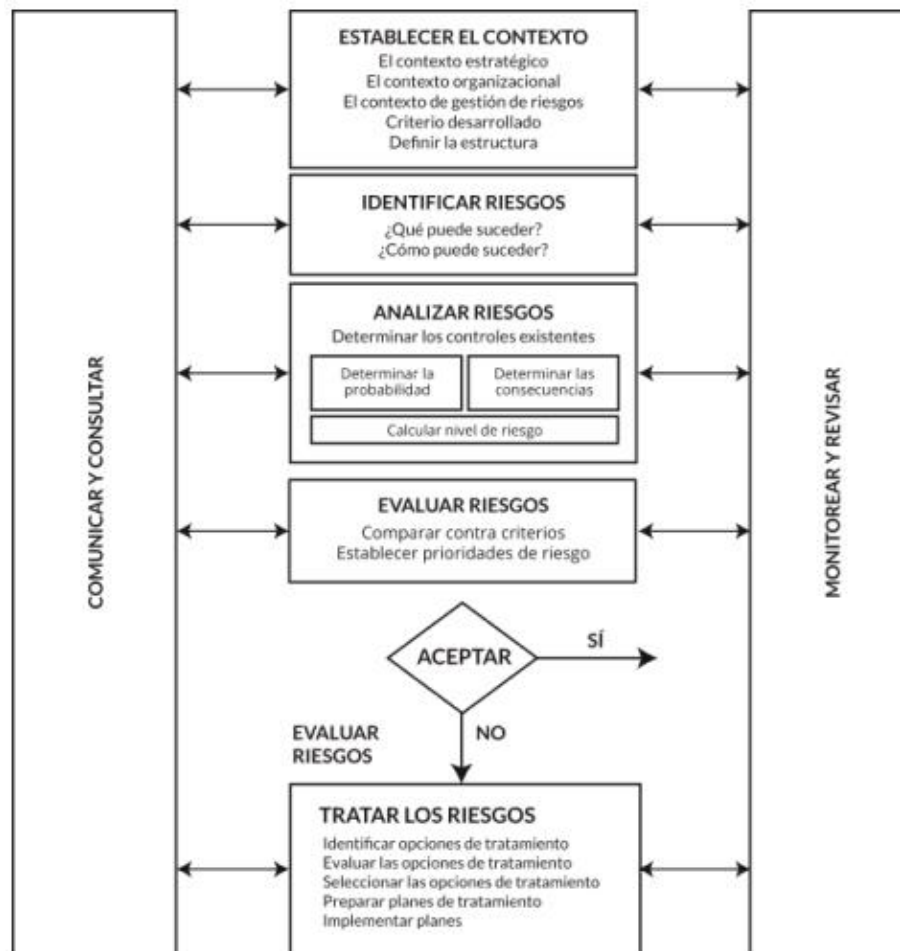 ESTABLECER EL CONTEXTO
El contexto estratégico
El contexto organizacional
El contexto de gestión de riesgos
Criterio desarrollado
Definir la estructura
IDENTIFICAR RIESGOS
¿Qué puede suceder?
¿Cómo puede suceder?
ANALIZAR RIESGOS
Determinar los controles existentes
Determinar la
probabilidad
Determinar las
consecuencias
Calcular nivel de riesgo
COMUNICAR Y CONSULTAR
MONITOREAR Y REVISAR
EVALUAR RIESGOS
Comparar contra criterios
Establecer prioridades de riesgo
ACEPTAR
SÍ
EVALUAR
RIESGOS
NO
TRATAR LOS RIESGOS
Identificar opciones de tratamiento
Evaluar las opciones de tratamiento
Seleccionar las opciones de tratamiento
Preparar planes de tratamiento
Implementar planes